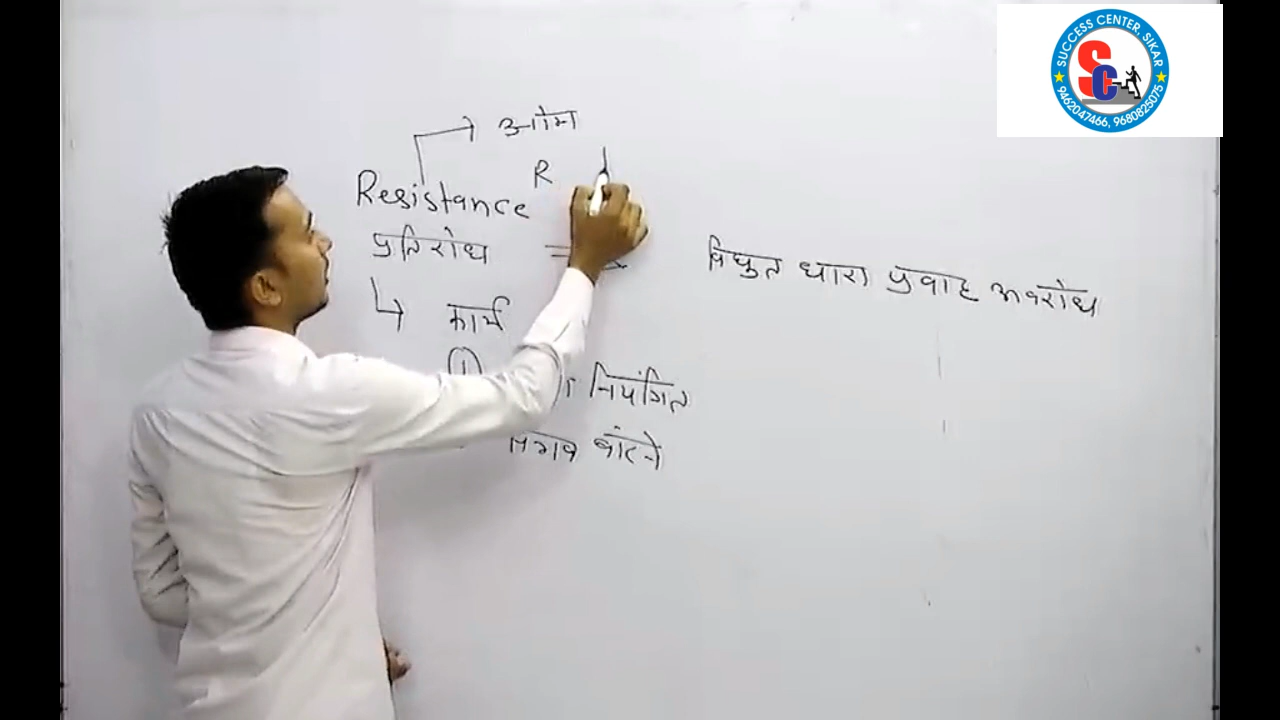 SUCCESS CENTER, SIKAR
SC
9462047466, 9680825075
ओम
R
Resistance
प्रतिरोध
विधुत धारा प्रवाह अवरोध
कार्य
नियंत्रित
बांटने